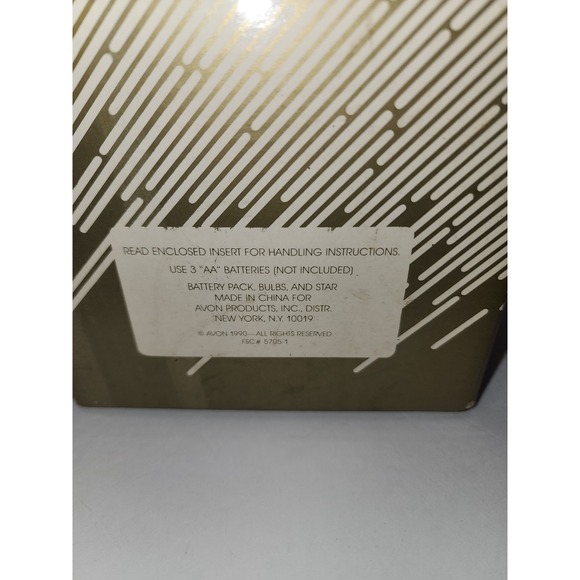 READ ENCLOSED INSERT FOR HANDLING INSTRUCTIONS.
USE 3 "AA" BATTERIES (NOT INCLUDED)
BATTERY PACK, BULBS, AND STAR
MADE IN CHINA FOR
AVON PRODUCTS, INC., DISTR.
NEW YORK, N.Y. 10019
© AVON 1990—ALL RIGHTS RESERVED
FSC# 5705-1